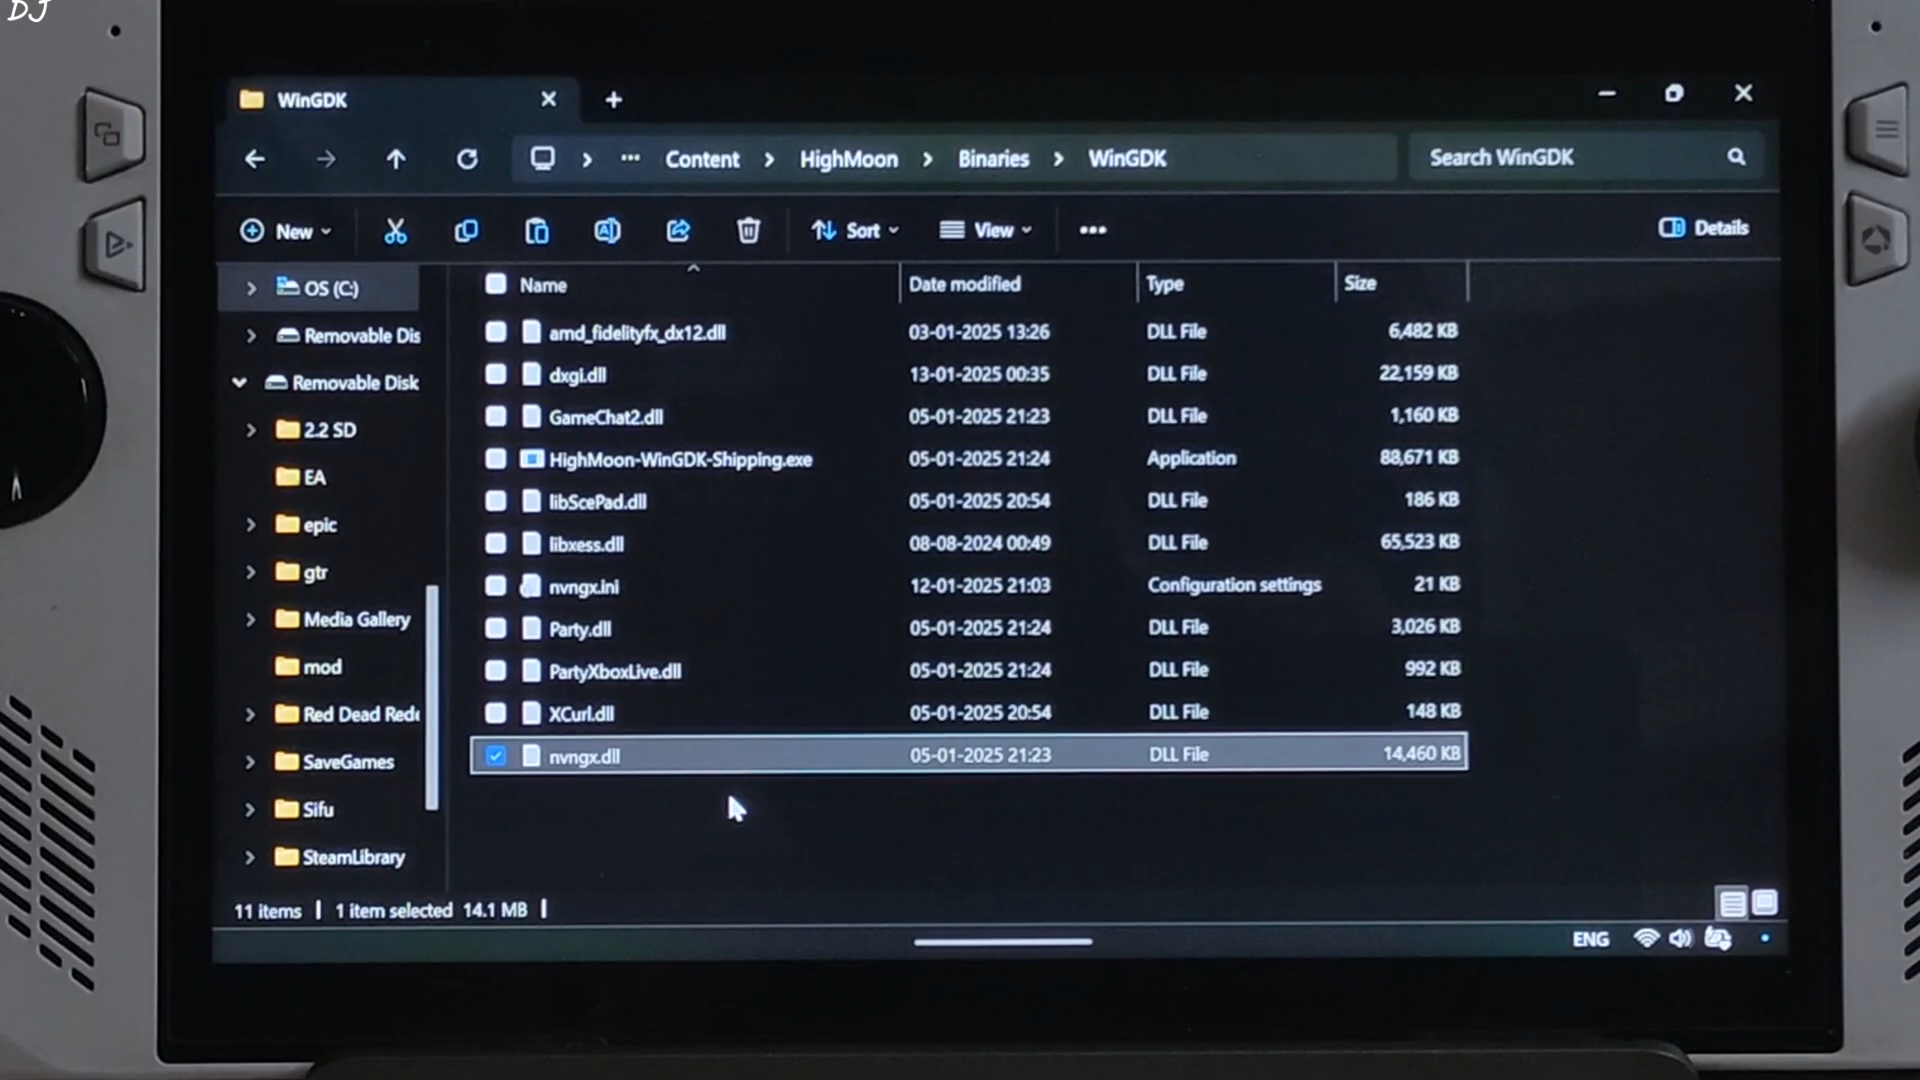 DJ
WinGDK
Content > HighMoon > Binaries > WinGDK
Search WinGDK
New
Sort
View
Details
OS (C:)
Removable Dis
Removable Disk
2.2 SD
EA
epic
gtr
Media Gallery
mod
Red Dead Rede
SaveGames
Sifu
SteamLibrary
Name Date modified Type Size
amd_fidelityfx_dx12.dll 03-01-2025 13:26 DLL File 6,482 KB
dxgi.dll 13-01-2025 00:35 DLL File 22,159 KB
GameChat2.dll 05-01-2025 21:23 DLL File 1,160 KB
HighMoon-WinGDK-Shipping.exe 05-01-2025 21:24 Application 88,671 KB
libScePad.dll 05-01-2025 20:54 DLL File 186 KB
libxess.dll 08-08-2024 00:49 DLL File 65,523 KB
nvngx.ini 12-01-2025 21:03 Configuration settings 21 KB
Party.dll 05-01-2025 21:24 DLL File 3,026 KB
PartyXboxLive.dll 05-01-2025 21:24 DLL File 992 KB
XCurl.dll 05-01-2025 20:54 DLL File 148 KB
nvngx.dll 05-01-2025 21:23 DLL File 14,460 KB
11 items | 1 item selected 14.1 MB |
ENG